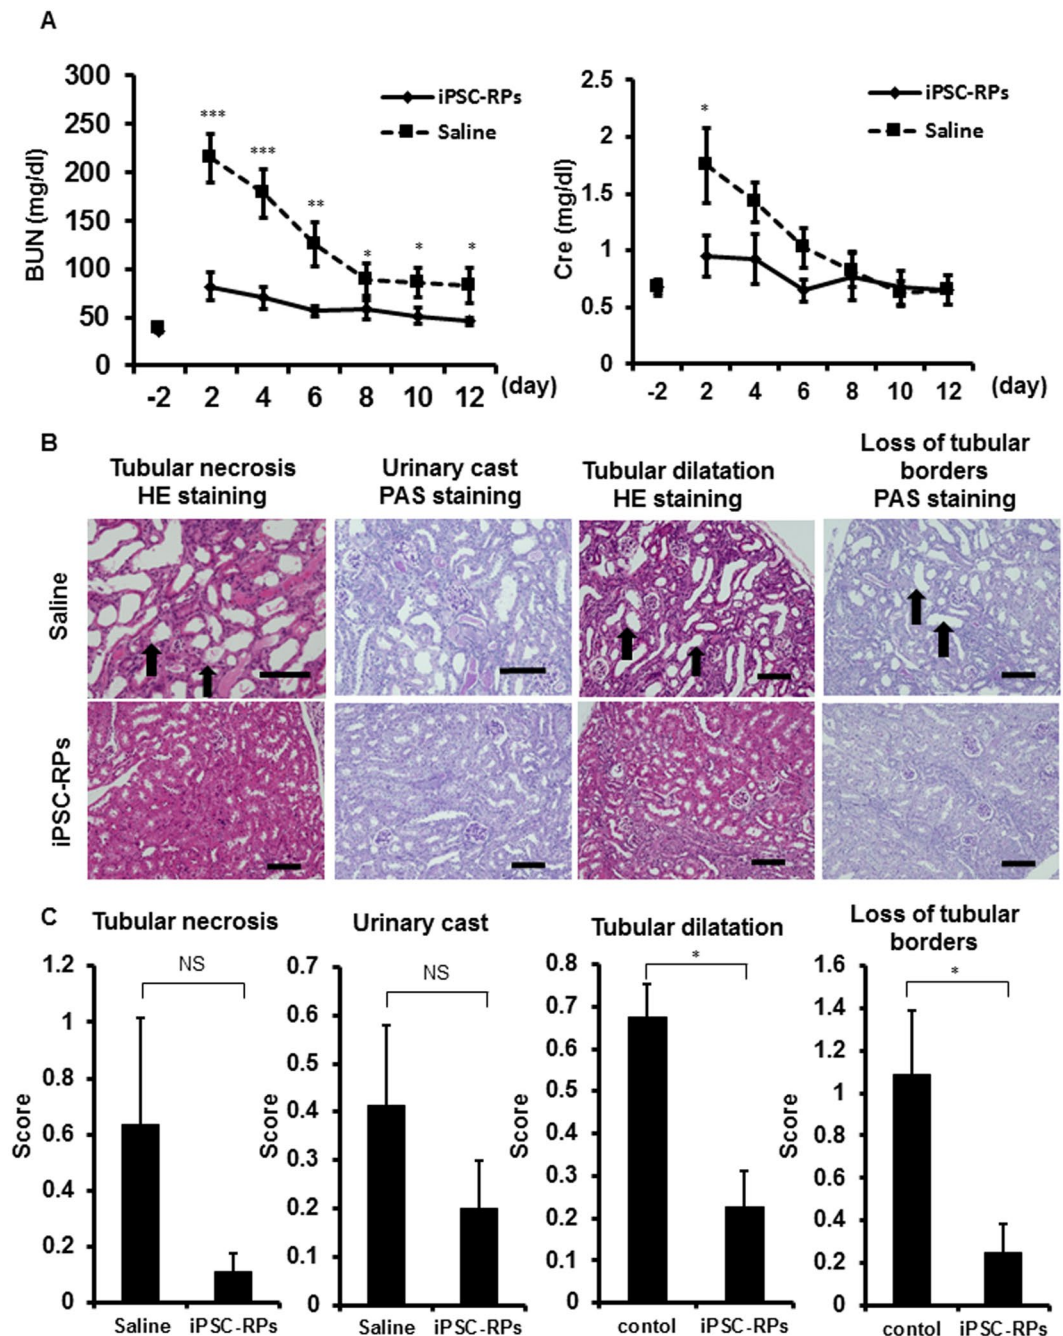 A
300
250
200
150
100
50
0
BUN (mg/dl)
***
***
**
*
*
*
iPSC-RPs
Saline
-2 2 4 6 8 10 12 (day)
2.5
2
1.5
1
0.5
0
Cre (mg/dl)
*
iPSC-RPs
Saline
-2 2 4 6 8 10 12 (day)
B
Tubular necrosis
HE staining
Urinary cast
PAS staining
Tubular dilatation
HE staining
Loss of tubular
borders
PAS staining
Saline
iPSC-RPs
C
Tubular necrosis
1.2
1
0.8
0.6
0.4
0.2
0
Score
NS
Saline iPSC-RPs
Urinary cast
0.7
0.6
0.5
0.4
0.3
0.2
0.1
0
Score
NS
Saline iPSC-RPs
Tubular dilatation
0.8
0.7
0.6
0.5
0.4
0.3
0.2
0.1
0
Score
*
contol iPSC-RPs
Loss of tubular
borders
1.6
1.4
1.2
1
0.8
0.6
0.4
0.2
0
Score
*
contol iPSC-RPs